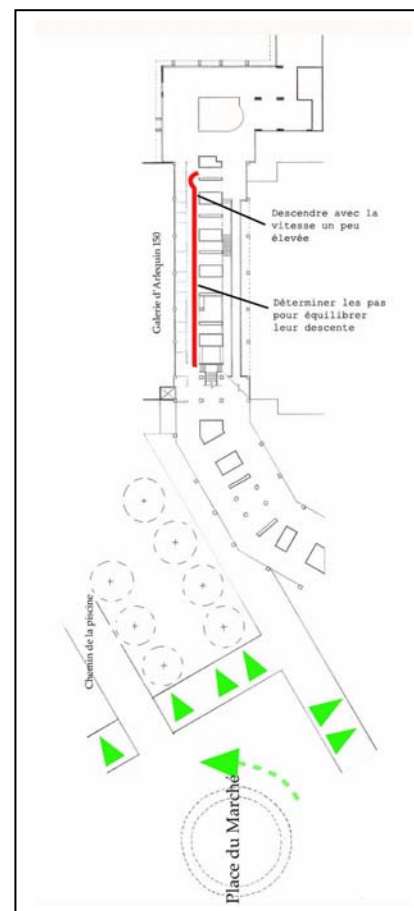 Descendre avec la
vitesse un peu
élevée
Galerie d'Arlequin 150
Déterminer les pas
pour équilibrer
leur descente
Chemin de la piscine
Place du Marché